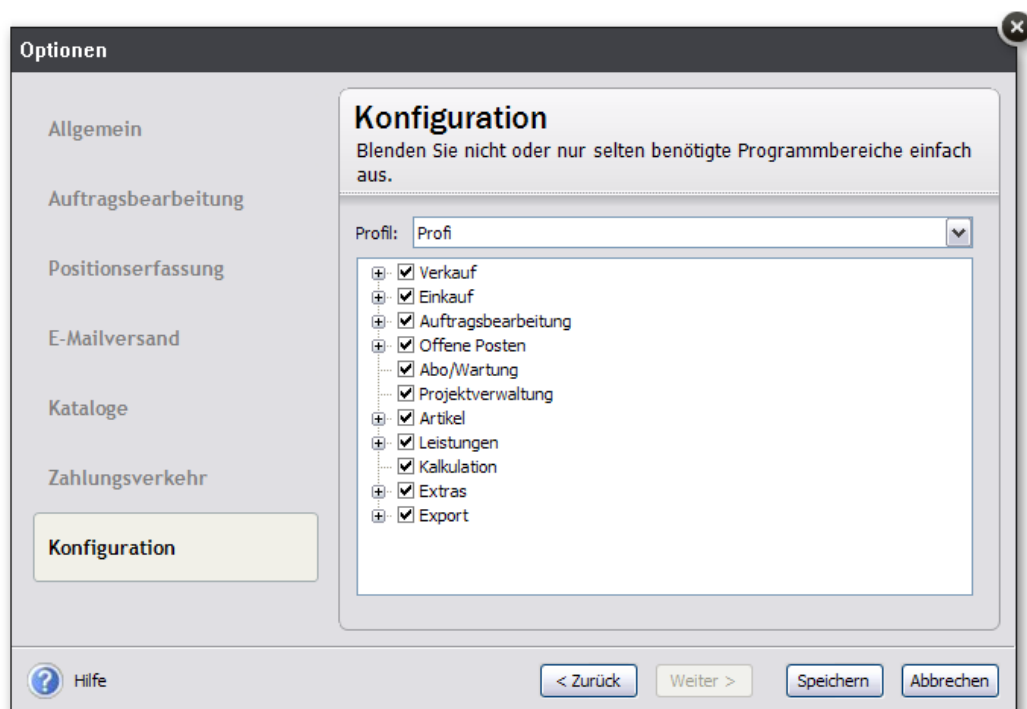 Optionen
Allgemein
Auftragsbearbeitung
Positionserfassung
E-Mailversand
Kataloge
Zahlungsverkehr
Konfiguration
Konfiguration
Blenden Sie nicht oder nur selten benötigte Programmbereiche einfach
aus.
Profil: Profi
Verkauf
Einkauf
Auftragsbearbeitung
Offene Posten
Abo/Wartung
Projektverwaltung
Artikel
Leistungen
Kalkulation
Extras
Export
Hilfe
< Zurück
Weiter >
Speichern
Abbrechen